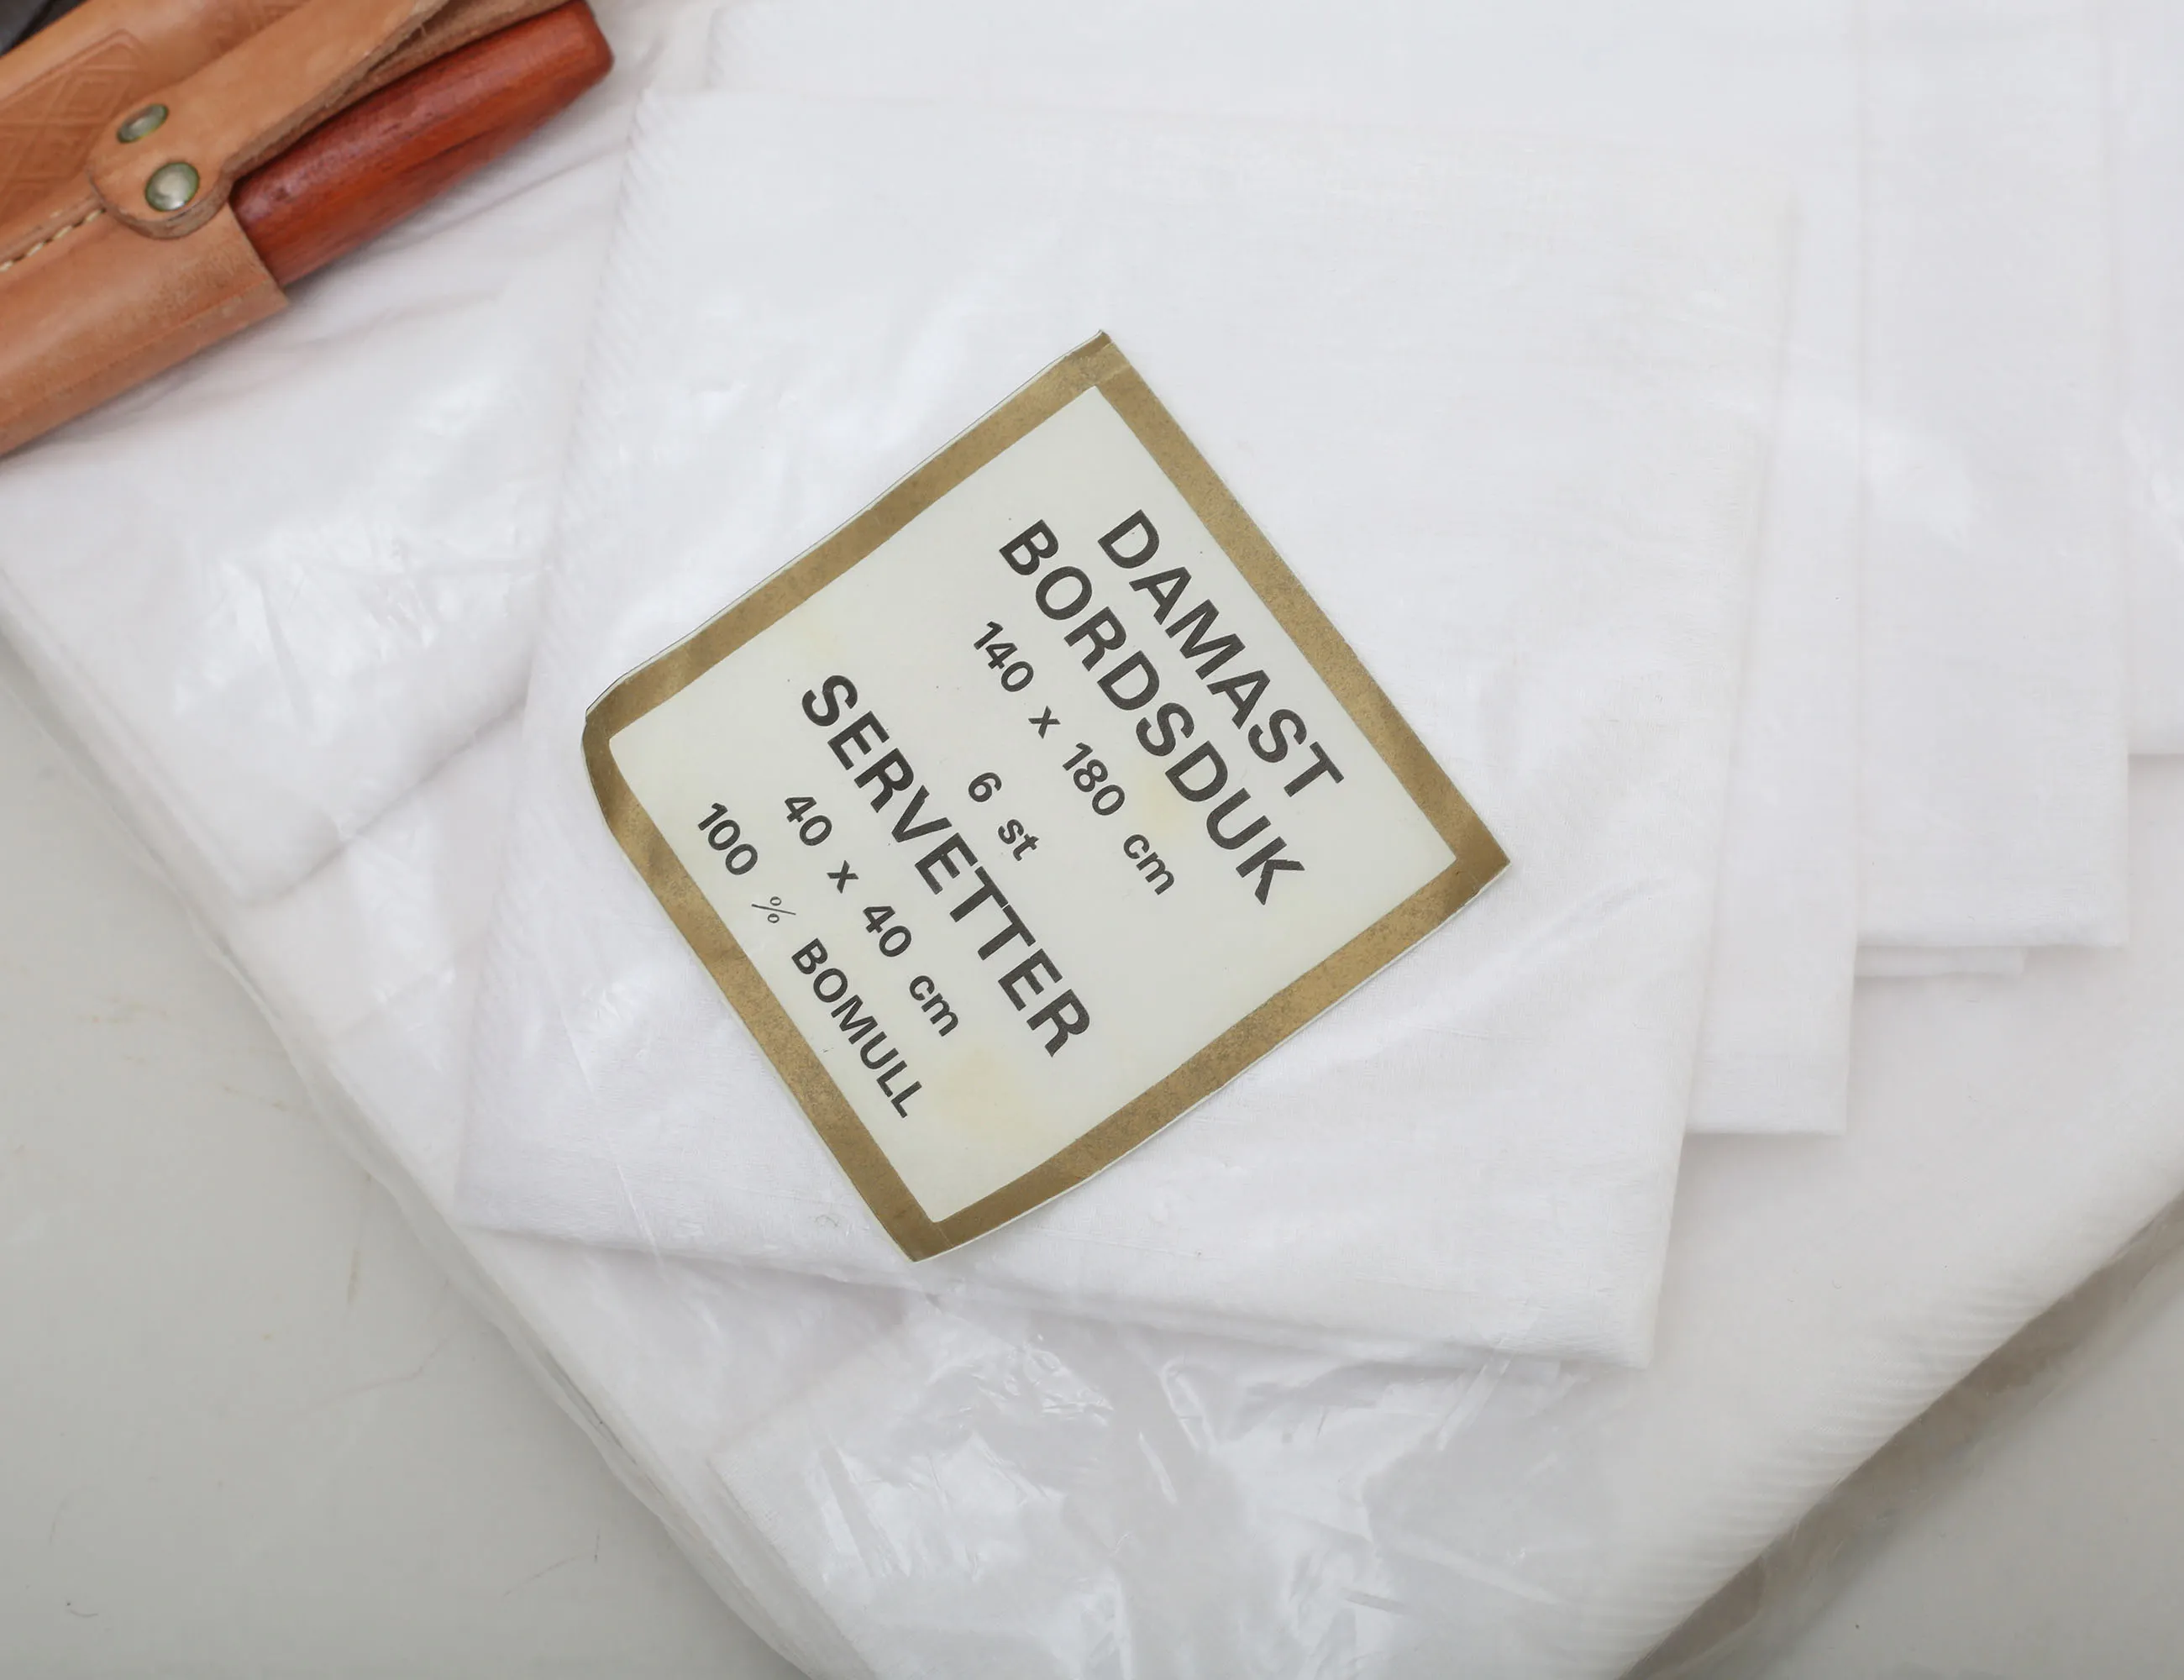 DAMAST
BORDSDUK
140 x 180 cm
6 st
SERVETTER
40 x 40 cm
100 % BOMULL